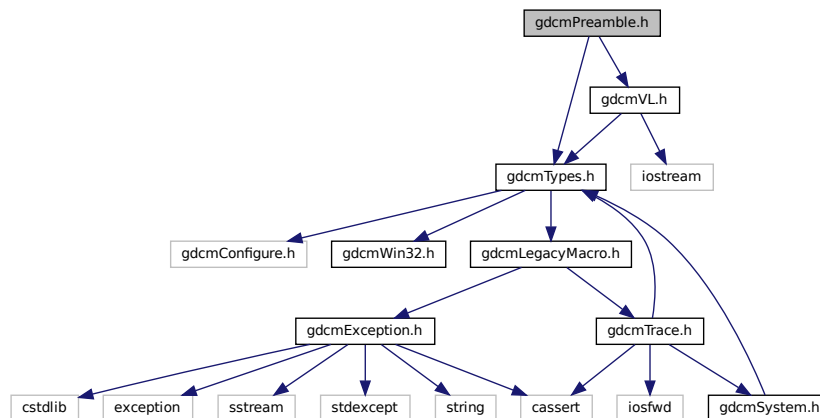 gdcmPreamble.h
gdcmVL.h
gdcmTypes.h
iostream
gdcmConfigure.h
gdcmWin32.h
gdcmLegacyMacro.h
gdcmException.h
gdcmTrace.h
cstdlib
exception
sstream
stdexcept
string
cassert
iosfwd
gdcmSystem.h